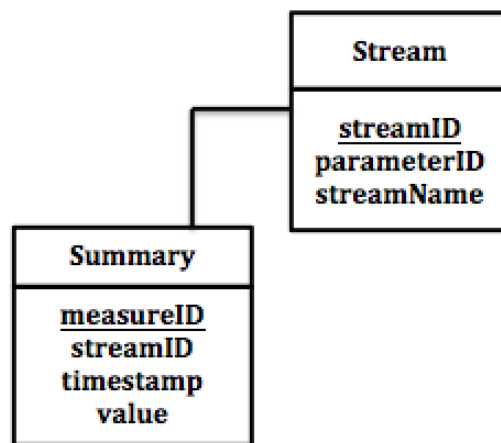 Stream
streamID
parameterID
streamName
Summary
measureID
streamID
timestamp
value